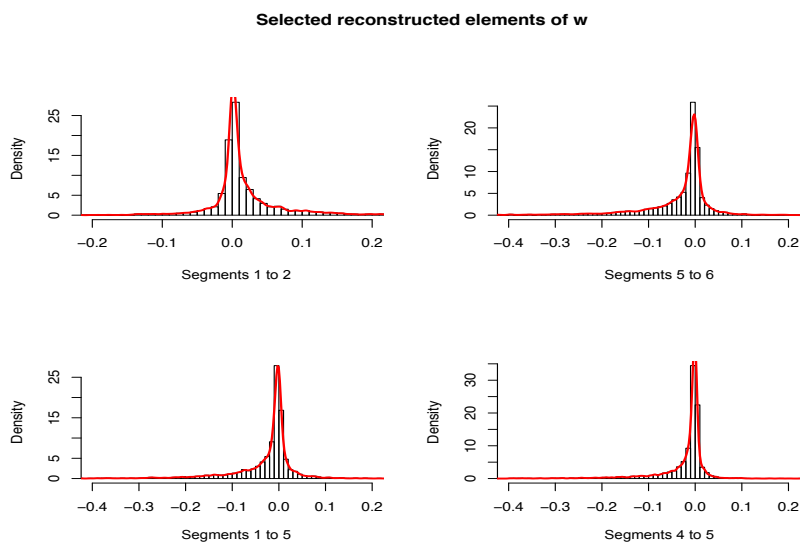 Selected reconstructed elements of w
Density
25
15
5
0
−0.2 −0.1 0.0 0.1 0.2
Segments 1 to 2
Density
20
10
5
0
−0.4 −0.3 −0.2 −0.1 0.0 0.1 0.2
Segments 5 to 6
Density
25
15
5
0
−0.4 −0.3 −0.2 −0.1 0.0 0.1 0.2
Segments 1 to 5
Density
30
20
10
0
−0.4 −0.3 −0.2 −0.1 0.0 0.1 0.2
Segments 4 to 5